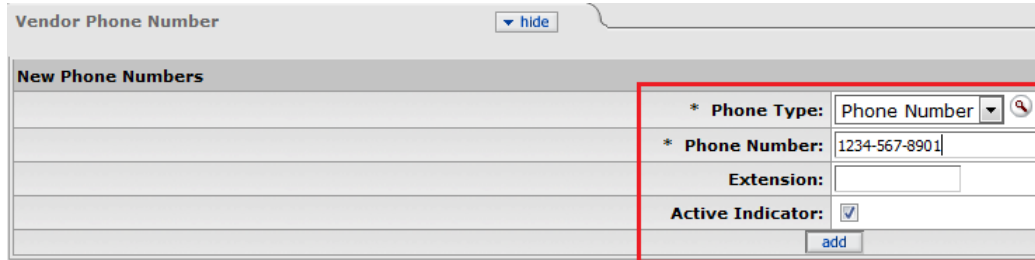 Vendor Phone Number hide
New Phone Numbers
* Phone Type: Phone Number
* Phone Number: 1234-567-8901
Extension:
Active Indicator:
add